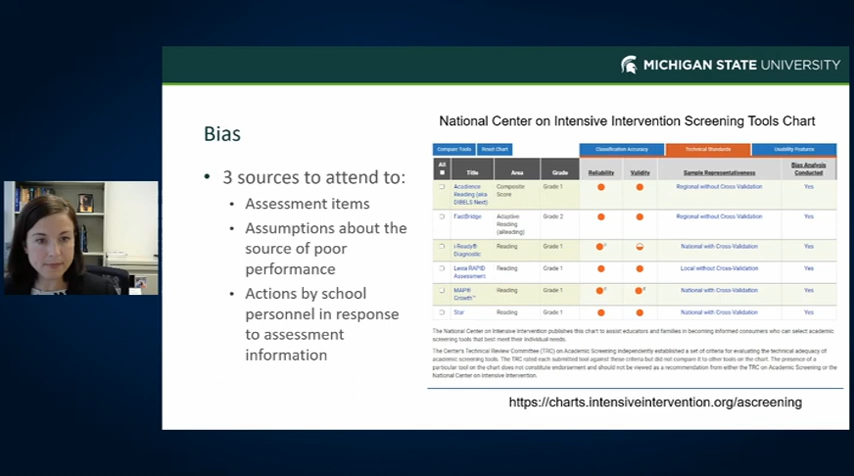 MICHIGAN STATE UNIVERSITY
Bias
• 3 sources to attend to:
• Assessment items
• Assumptions about the
source of poor
performance
• Actions by school
personnel in response
to assessment
information
National Center on Intensive Intervention Screening Tools Chart
Compare Tools Reset Chart Classification Accuracy Technical Standards Usability Features
All Title Area Grade Reliability Validity Sample Representativeness Bias Analysis
Conducted
Acadience Composite Grade 1 Regional without Cross-Validation Yes
Reading (aka Score
DIBELS Next)
FastBridge Adaptive Grade 2 Regional without Cross-Validation Yes
Reading
(aReading)
i-Ready® Reading Grade 1 National with Cross-Validation Yes
Diagnostic
Lexia RAPID Reading Grade 1 Local without Cross-Validation Yes
Assessment
MAP® Reading Grade 1 National with Cross-Validation Yes
Growth™
Star Reading Grade 1 National with Cross-Validation Yes
The National Center on Intensive Intervention publishes this chart to assist educators and families in becoming informed consumers who can select academic
screening tools that best meet their individual needs.
The Center's Technical Review Committee (TRC) on Academic Screening independently established a set of criteria for evaluating the technical adequacy of
academic screening tools. The TRC rated each submitted tool against these criteria but did not compare it to other tools on the chart. The presence of
a particular tool on the chart does not constitute endorsement and should not be viewed as a recommendation from either the TRC on Academic Screening or the
National Center on Intensive Intervention.
https://charts.intensiveintervention.org/ascreening